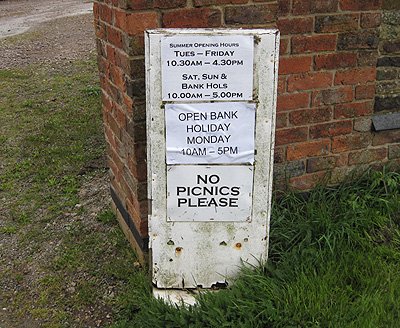 Summer Opening Hours
Tues – Friday
10.30am – 4.30pm
Sat, Sun &
Bank Hols
10.00am – 5.00pm
OPEN BANK
HOLIDAY
MONDAY
10AM – 5PM
No
Picnics
Please